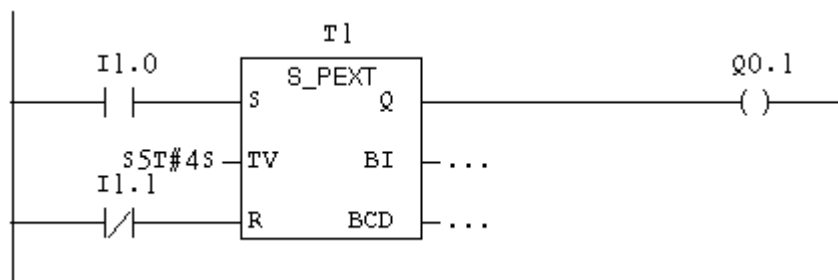 T1
I1.0
S_PEXT
Q0.1
S
Q
S5T#4S
TV
BI
...
I1.1
R
BCD
...